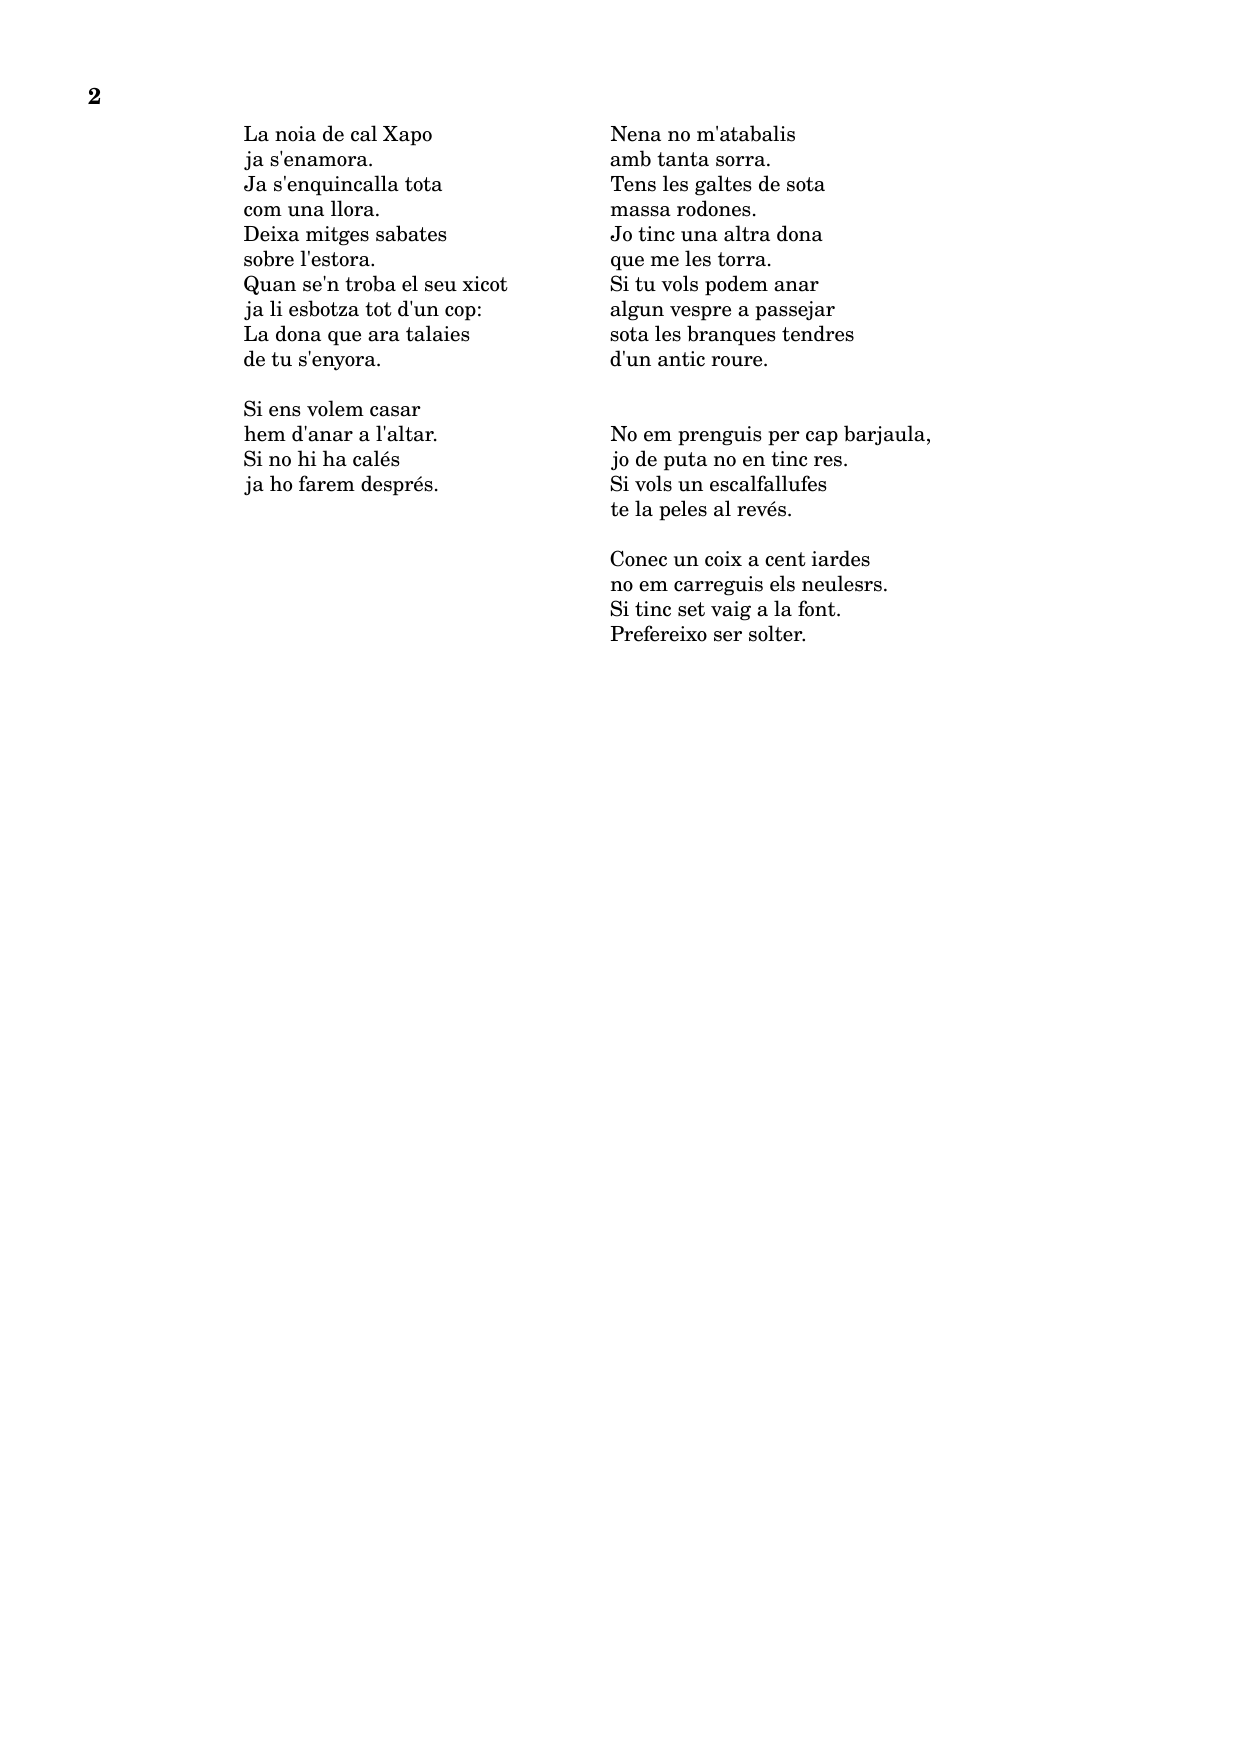 2
La noia de cal Xapo
ja s'enamora.
Ja s'enquincalla tota
com una llora.
Deixa mitges sabates
sobre l'estora.
Quan se'n troba el seu xicot
ja li esbotza tot d'un cop:
La dona que ara talaies
de tu s'enyora.
Si ens volem casar
hem d'anar a l'altar.
Si no hi ha calés
ja ho farem després.
Nena no m'atabalis
amb tanta sorra.
Tens les galtes de sota
massa rodones.
Jo tinc una altra dona
que me les torra.
Si tu vols podem anar
algun vespre a passejar
sota les branques tendres
d'un antic roure.
No em prenguis per cap barjaula,
jo de puta no en tinc res.
Si vols un escalfallufes
te la peles al revés.
Conec un coix a cent iardes
no em carreguis els neulesrs.
Si tinc set vaig a la font.
Prefereixo ser solter.